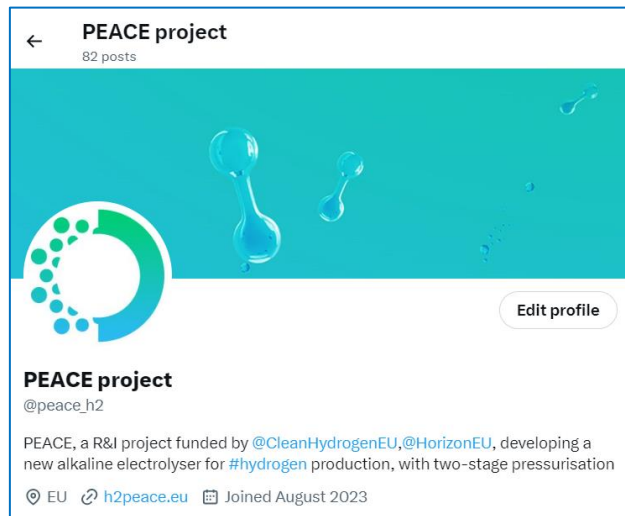 PEACE project
82 posts
Edit profile
PEACE project
@peace_h2
PEACE, a R&I project funded by @CleanHydrogenEU,@HorizonEU, developing a
new alkaline electrolyser for #hydrogen production, with two-stage pressurisation
EU h2peace.eu Joined August 2023